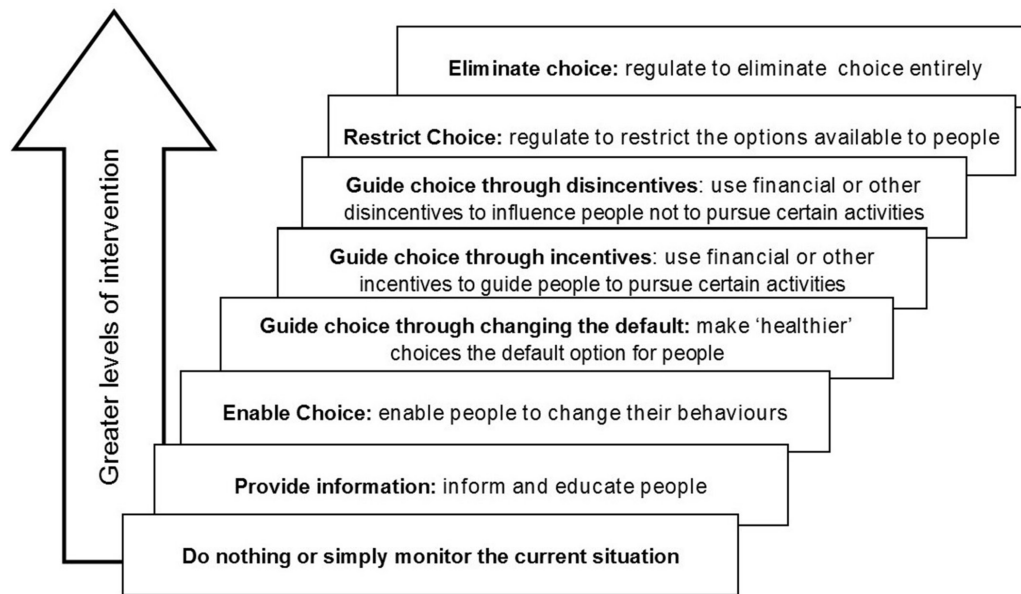 Eliminate choice: regulate to eliminate choice entirely
Restrict Choice: regulate to restrict the options available to people
Guide choice through disincentives: use financial or other
disincentives to influence people not to pursue certain activities
Guide choice through incentives: use financial or other
incentives to guide people to pursue certain activities
Guide choice through changing the default: make ‘healthier’
choices the default option for people
Enable Choice: enable people to change their behaviours
Provide information: inform and educate people
Do nothing or simply monitor the current situation
Greater levels of intervention